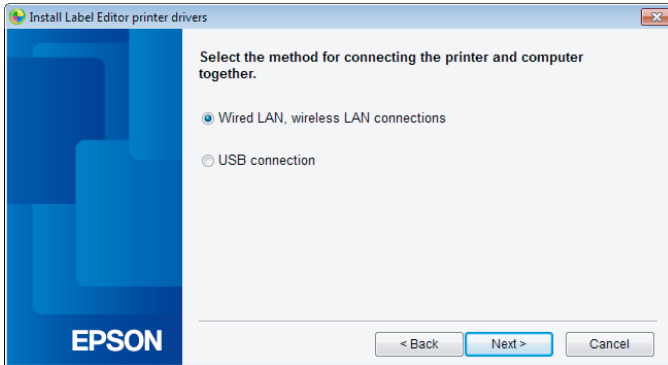 Install Label Editor printer drivers
Select the method for connecting the printer and computer
together.
Wired LAN, wireless LAN connections
USB connection
EPSON
< Back
Next >
Cancel